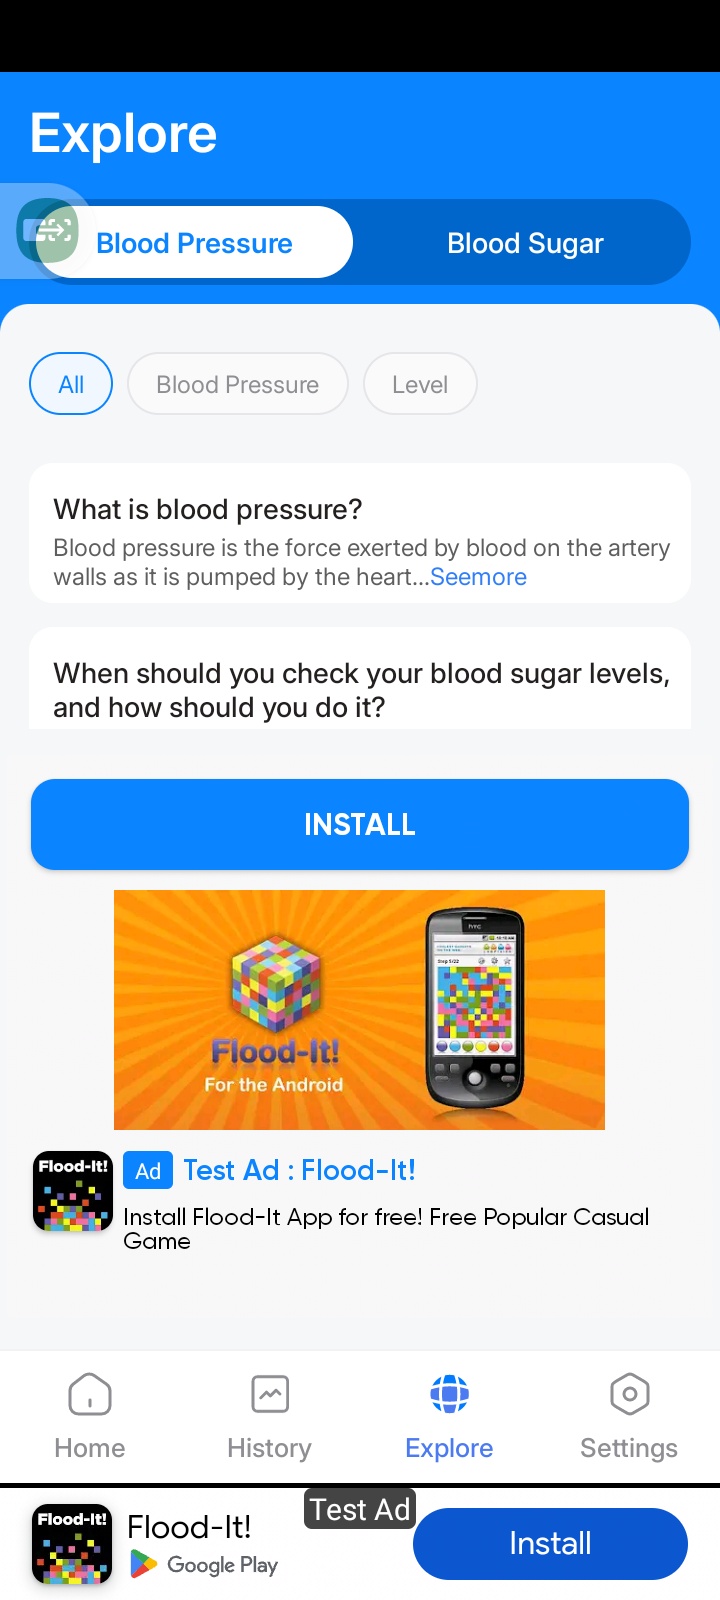 Explore
Blood Pressure
Blood Sugar
All
Blood Pressure
Level
What is blood pressure?
Blood pressure is the force exerted by blood on the artery
walls as it is pumped by the heart...Seemore
When should you check your blood sugar levels,
and how should you do it?
INSTALL
Flood-It!
For the Android
htc
Flood-It!
Ad
Test Ad : Flood-It!
Install Flood-It App for free! Free Popular Casual
Game
Home
History
Explore
Settings
Test Ad
Flood-It!
Flood-It!
Google Play
Install